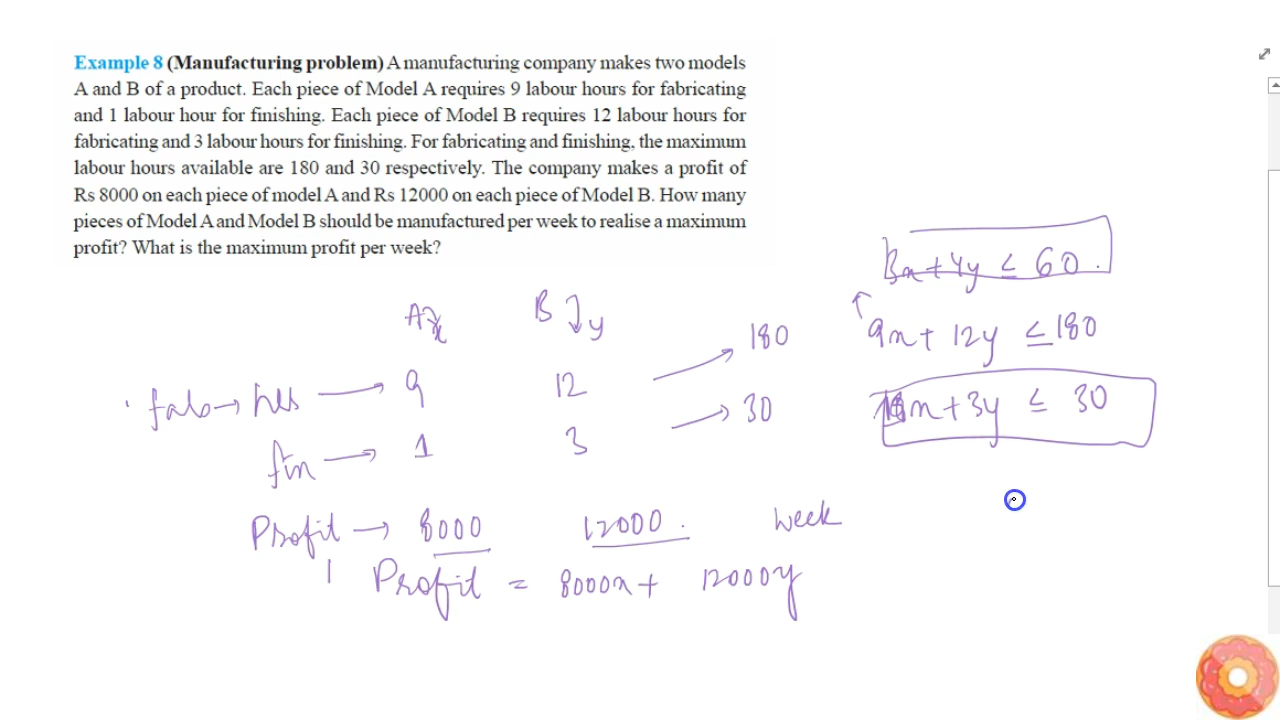 Example 8 (Manufacturing problem) A manufacturing company makes two models
A and B of a product. Each piece of Model A requires 9 labour hours for fabricating
and 1 labour hour for finishing. Each piece of Model B requires 12 labour hours for
fabricating and 3 labour hours for finishing. For fabricating and finishing, the maximum
labour hours available are 180 and 30 respectively. The company makes a profit of
Rs 8000 on each piece of model A and Rs 12000 on each piece of Model B. How many
pieces of Model A and Model B should be manufactured per week to realise a maximum
profit? What is the maximum profit per week?
3x + 4y ≤ 60.
A x B y
180
9x + 12y ≤ 180
fab → hrs → 9 12
30
x + 3y ≤ 30
fin → 1 3
Profit → 8000 12000. week
Profit = 8000x + 12000y